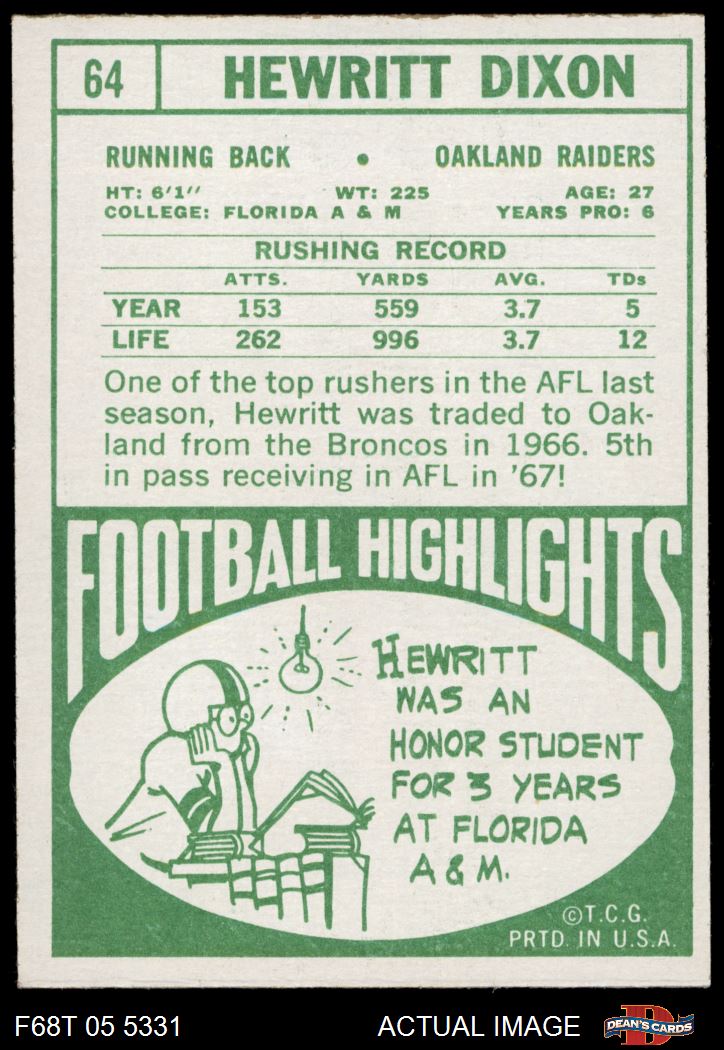 64 HEWRITT DIXON
RUNNING BACK • OAKLAND RAIDERS
HT: 6'1" WT: 225 AGE: 27
COLLEGE: FLORIDA A & M YEARS PRO: 6
RUSHING RECORD
ATTS. YARDS AVG. TDs
YEAR 153 559 3.7 5
LIFE 262 996 3.7 12
One of the top rushers in the AFL last
season, Hewritt was traded to Oak-
land from the Broncos in 1966. 5th
in pass receiving in AFL in '67!
FOOTBALL HIGHLIGHTS
HEWRITT
WAS AN
HONOR STUDENT
FOR 3 YEARS
AT FLORIDA
A & M.
©T.C.G.
PRTD. IN U.S.A.
F68T 05 5331 ACTUAL IMAGE DEAN'S CARDS